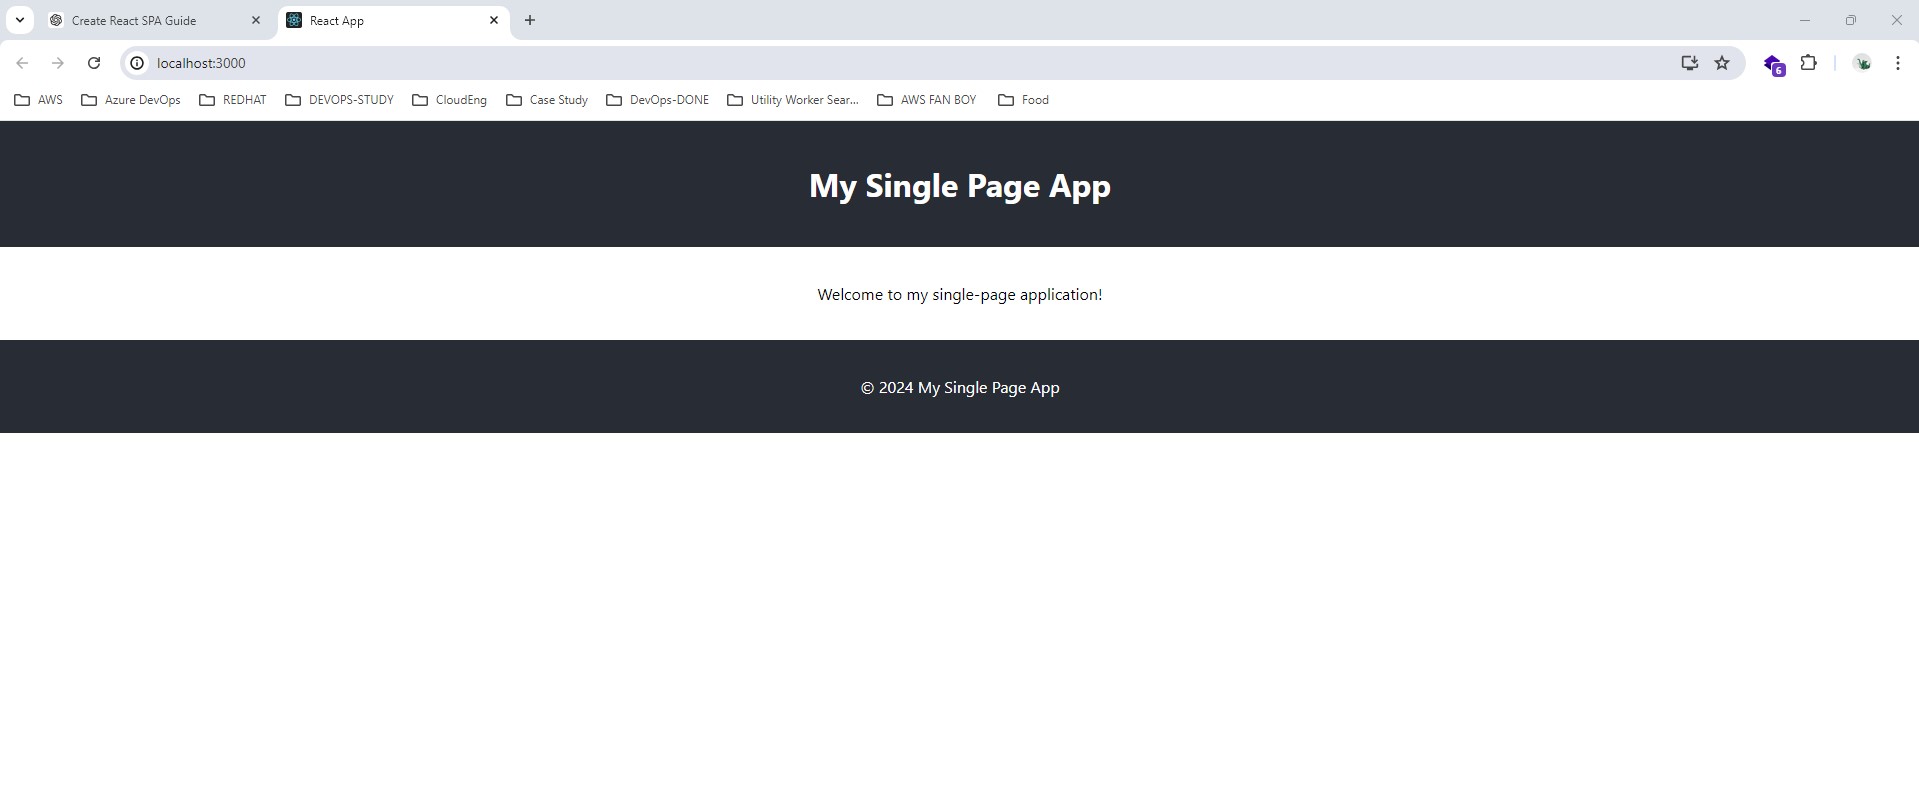 Create React SPA Guide
React App
localhost:3000
6
AWS Azure DevOps REDHAT DEVOPS-STUDY CloudEng Case Study DevOps-DONE Utility Worker Sear... AWS FAN BOY Food
My Single Page App
Welcome to my single-page application!
© 2024 My Single Page App